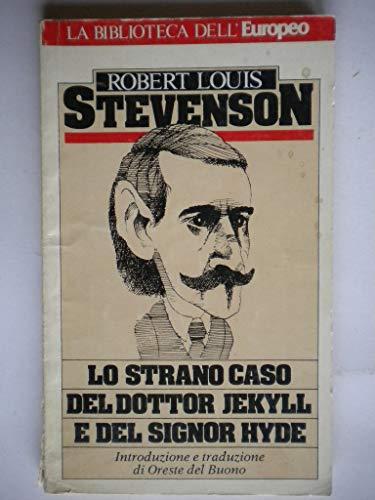 LA BIBLIOTECA DELL'Europeo
ROBERT LOUIS
STEVENSON
LO STRANO CASO
DEL DOTTOR JEKYLL
E DEL SIGNOR HYDE
Introduzione e traduzione
di Oreste del Buono